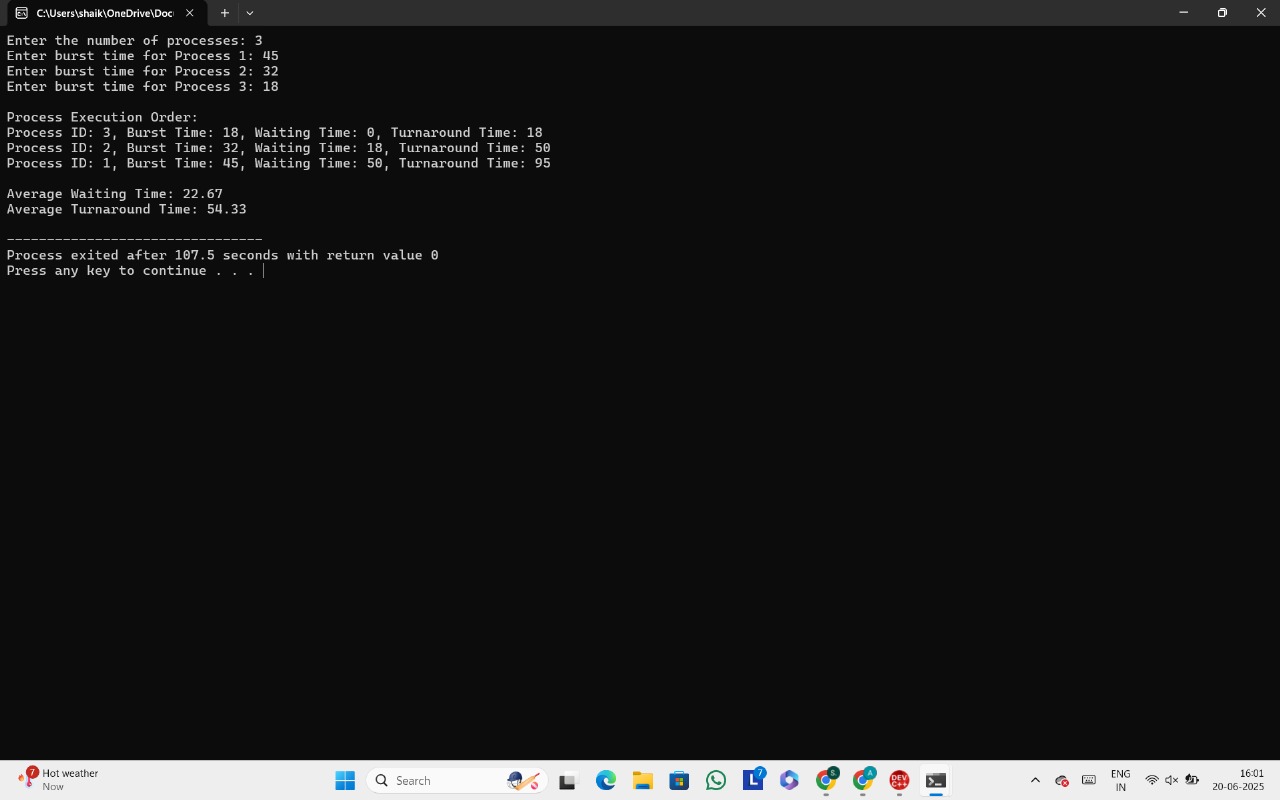 C:\Users\shaik\OneDrive\Doc
Enter the number of processes: 3
Enter burst time for Process 1: 45
Enter burst time for Process 2: 32
Enter burst time for Process 3: 18
Process Execution Order:
Process ID: 3, Burst Time: 18, Waiting Time: 0, Turnaround Time: 18
Process ID: 2, Burst Time: 32, Waiting Time: 18, Turnaround Time: 50
Process ID: 1, Burst Time: 45, Waiting Time: 50, Turnaround Time: 95
Average Waiting Time: 22.67
Average Turnaround Time: 54.33
--------------------------------
Process exited after 107.5 seconds with return value 0
Press any key to continue . . .
7
Hot weather
Now
Search
L
7
S
A
DEV
C++
ENG
IN
16:01
20-06-2025